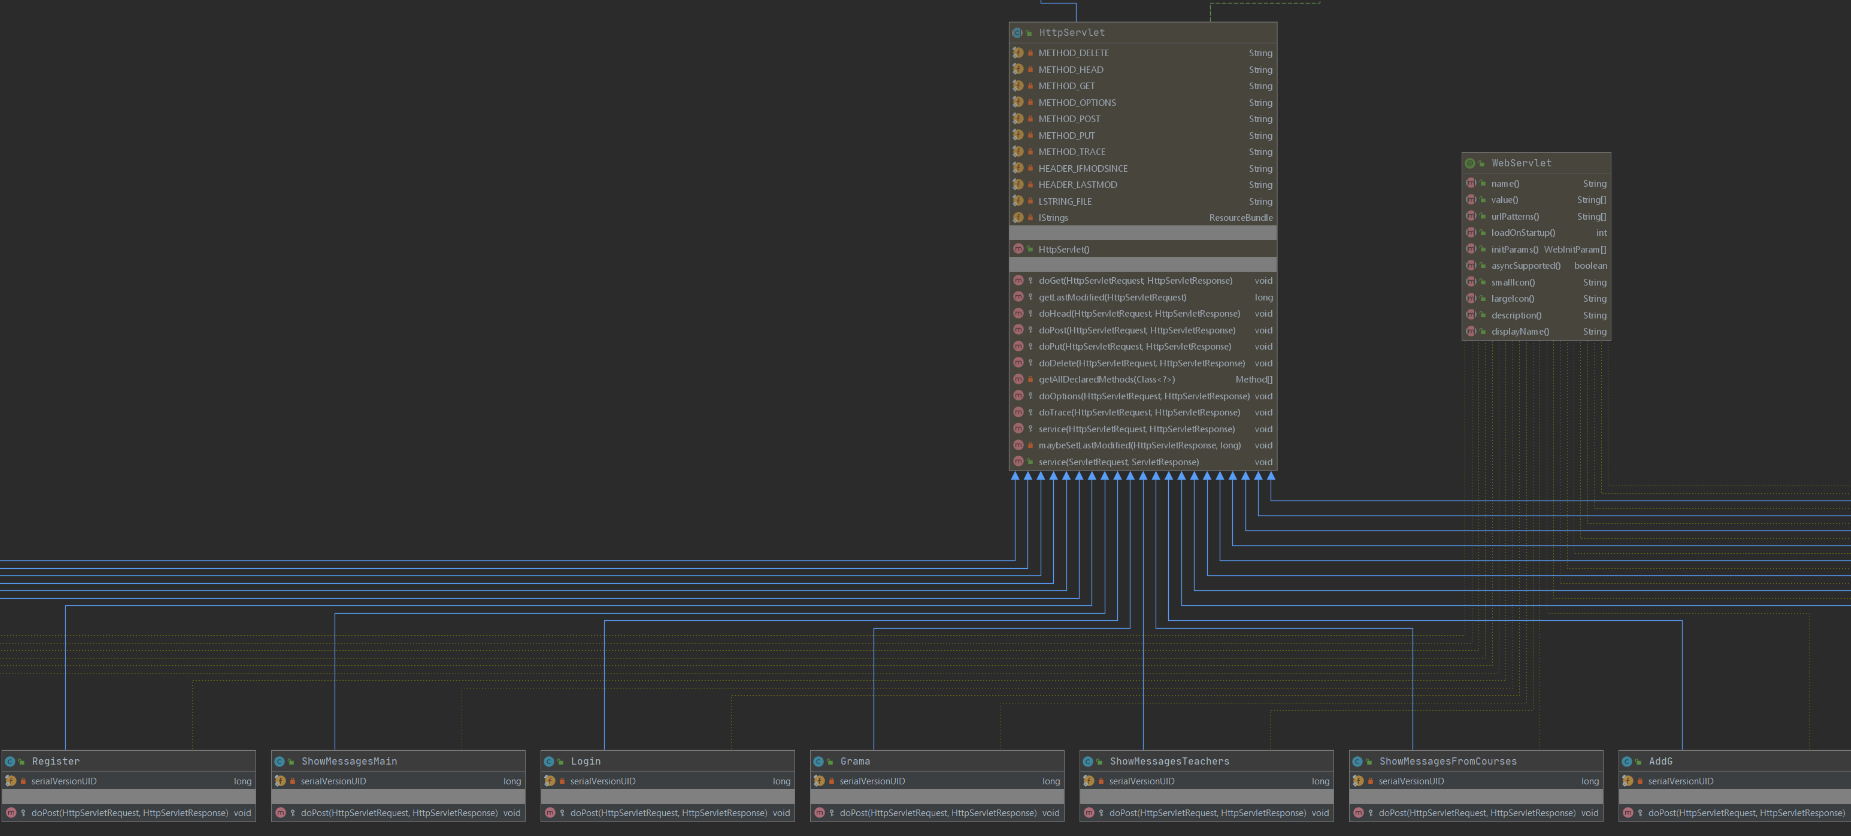 HttpServlet
METHOD_DELETE String
METHOD_HEAD String
METHOD_GET String
METHOD_OPTIONS String
METHOD_POST String
METHOD_PUT String
METHOD_TRACE String
HEADER_IFMODSINCE String
HEADER_LASTMOD String
LSTRING_FILE String
lStrings ResourceBundle
HttpServlet()
doGet(HttpServletRequest, HttpServletResponse) void
getLastModified(HttpServletRequest) long
doHead(HttpServletRequest, HttpServletResponse) void
doPost(HttpServletRequest, HttpServletResponse) void
doPut(HttpServletRequest, HttpServletResponse) void
doDelete(HttpServletRequest, HttpServletResponse) void
getAllDeclaredMethods(Class<?>) Method[]
doOptions(HttpServletRequest, HttpServletResponse) void
doTrace(HttpServletRequest, HttpServletResponse) void
service(HttpServletRequest, HttpServletResponse) void
maybeSetLastModified(HttpServletResponse, long) void
service(ServletRequest, ServletResponse) void
WebServlet
name() String
value() String[]
urlPatterns() String[]
loadOnStartup() int
initParams() WebInitParam[]
asyncSupported() boolean
smallIcon() String
largeIcon() String
description() String
displayName() String
Register
serialVersionUID long
doPost(HttpServletRequest, HttpServletResponse) void
ShowMessagesMain
serialVersionUID long
doPost(HttpServletRequest, HttpServletResponse) void
Login
serialVersionUID long
doPost(HttpServletRequest, HttpServletResponse) void
Grama
serialVersionUID long
doPost(HttpServletRequest, HttpServletResponse) void
ShowMessagesTeachers
serialVersionUID long
doPost(HttpServletRequest, HttpServletResponse) void
ShowMessagesFromCourses
serialVersionUID long
doPost(HttpServletRequest, HttpServletResponse) void
AddG
serialVersionUID
doPost(HttpServletRequest, HttpServletResponse)